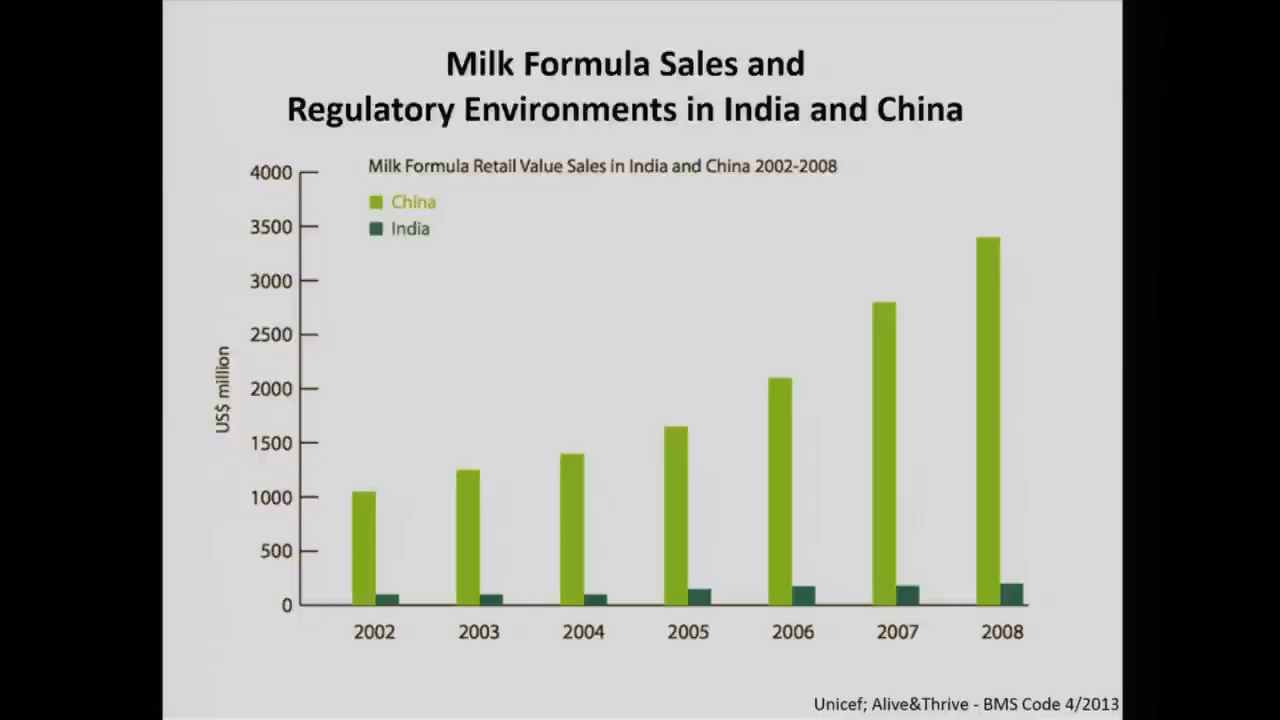 Milk Formula Sales and
Regulatory Environments in India and China
Milk Formula Retail Value Sales in India and China 2002-2008
China
India
US$ million
4000
3500
3000
2500
2000
1500
1000
500
0
2002 2003 2004 2005 2006 2007 2008
Unicef; Alive&Thrive - BMS Code 4/2013